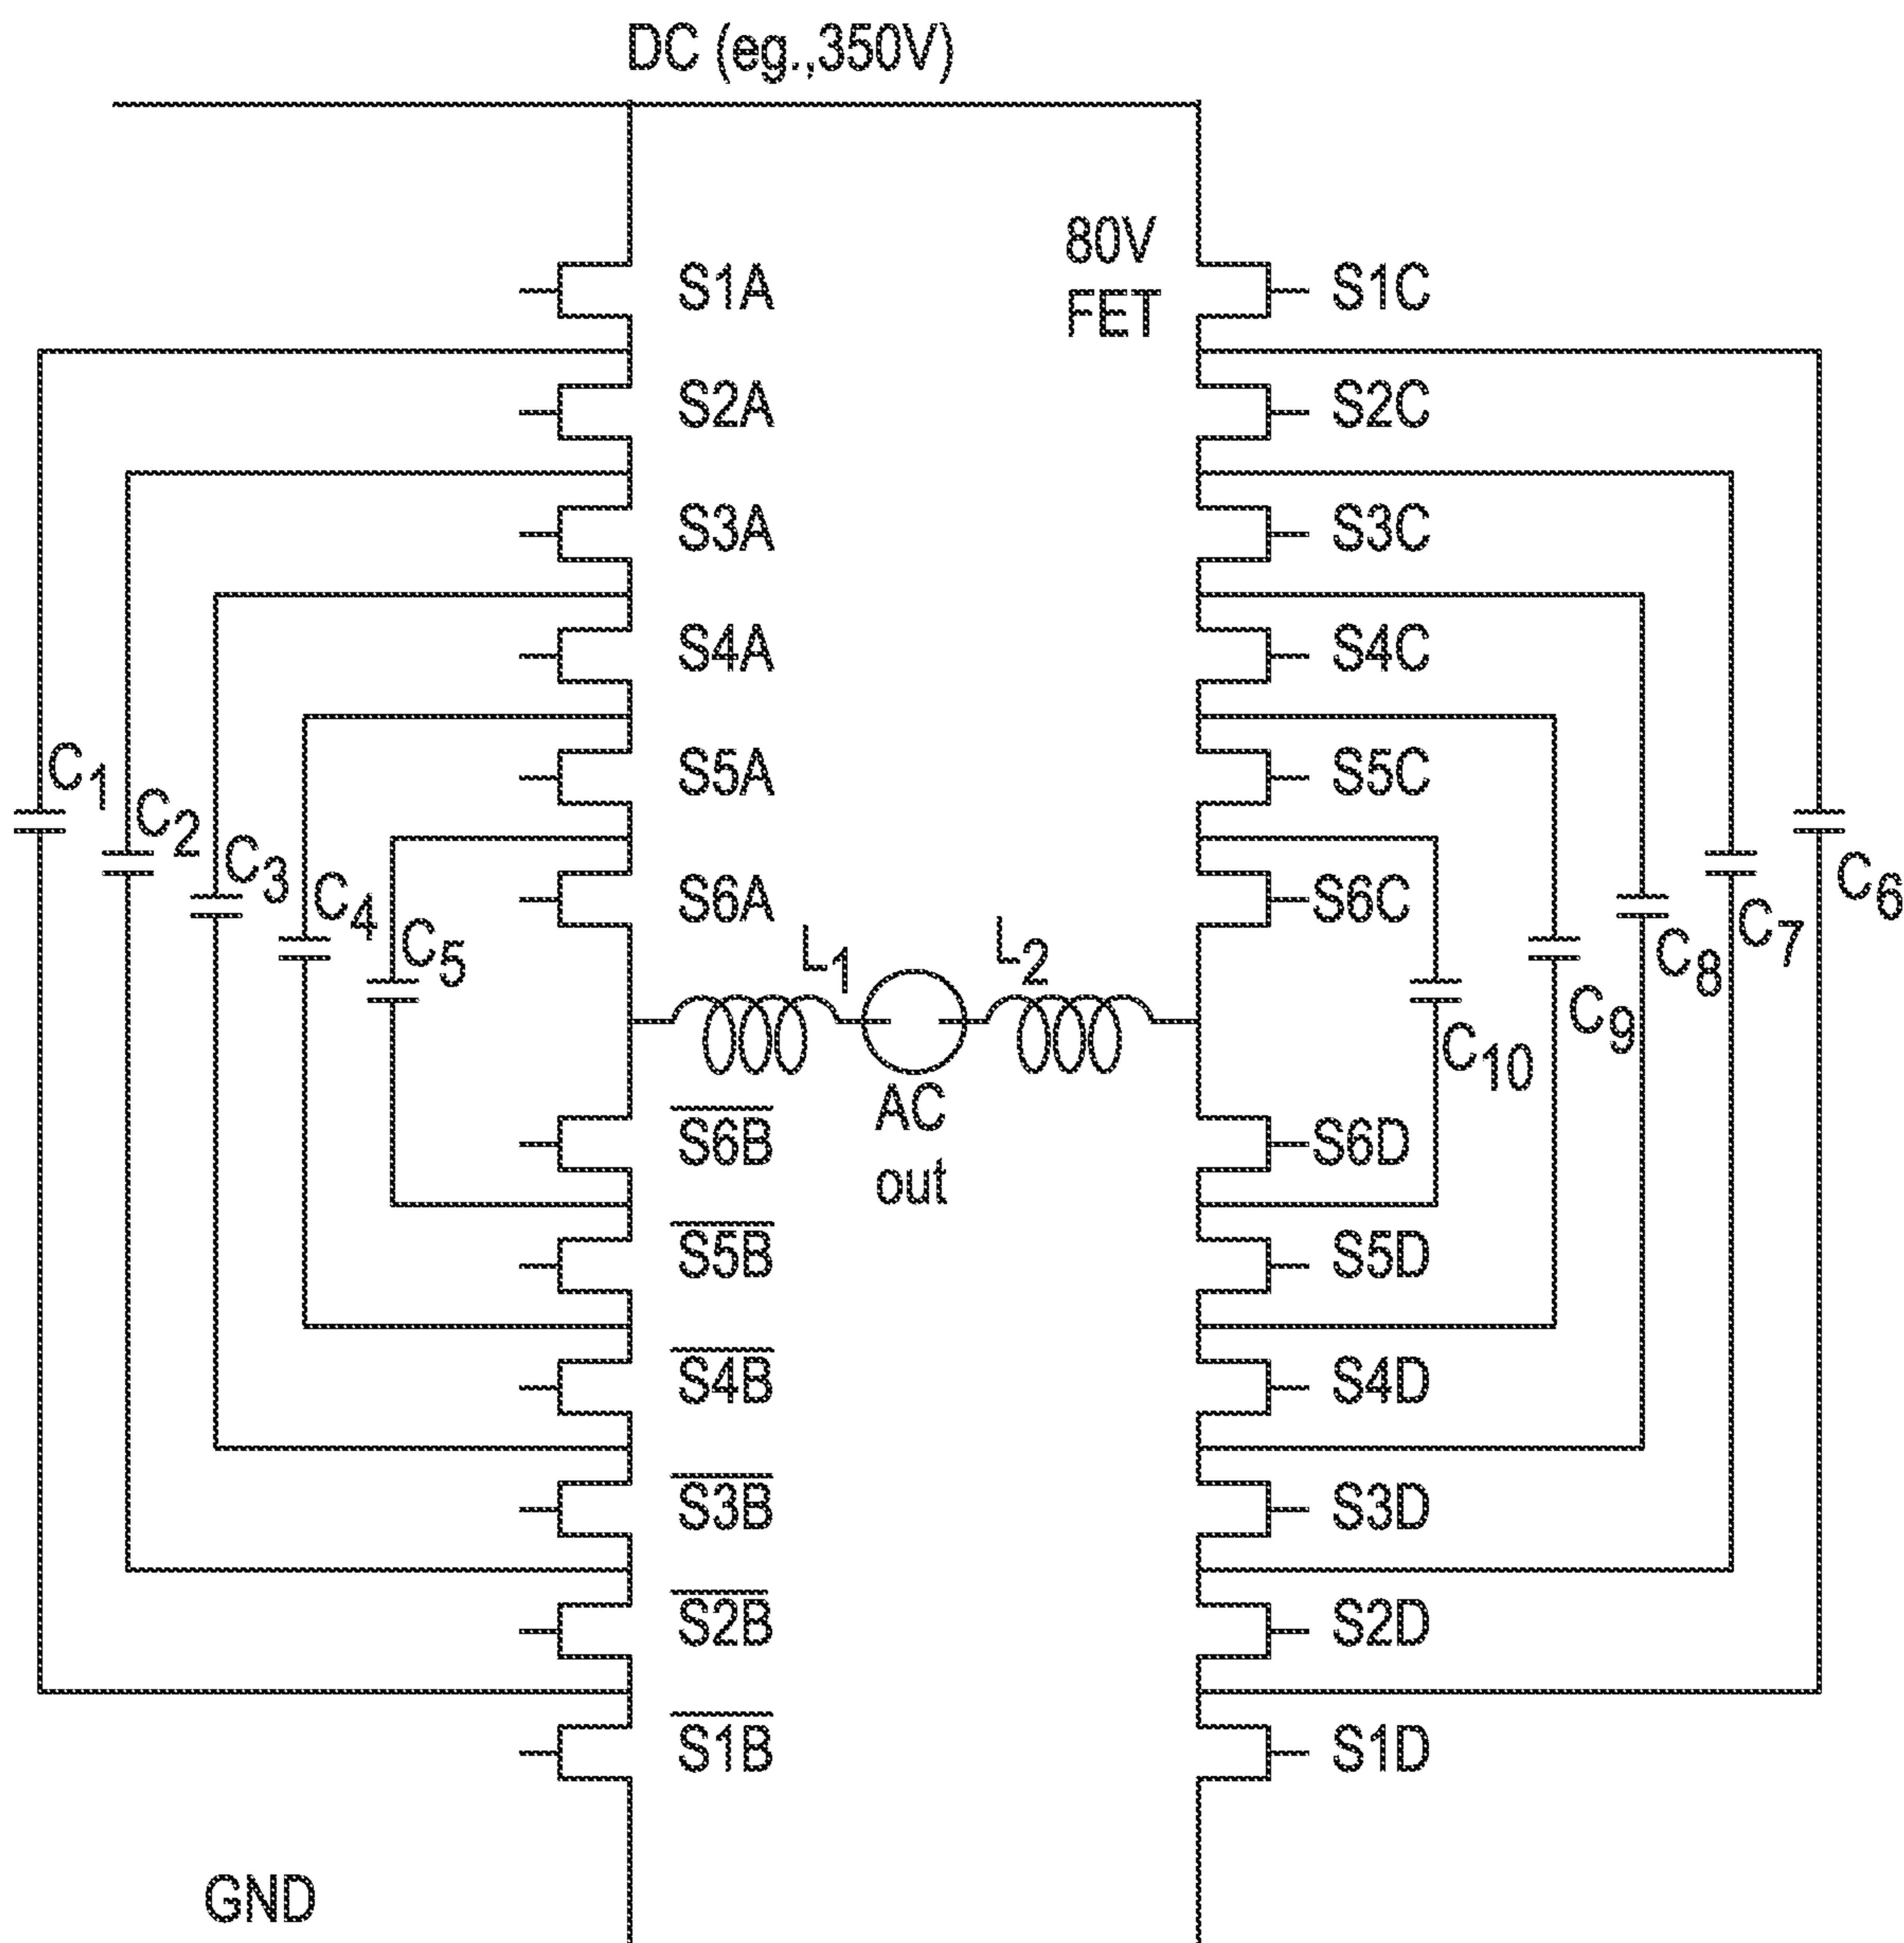 DC (eg.,350V)
80V
FET
S1A
S1C
S2A
S2C
S3A
S3C
S4A
S4C
C1
S5A
S5C
C2
C3
C4
S6A
S6C
C6
C5
L1
L2
C7
C8
C9
C10
AC
out
S6B
S6D
S5B
S5D
S4B
S4D
S3B
S3D
S2B
S2D
S1B
S1D
GND